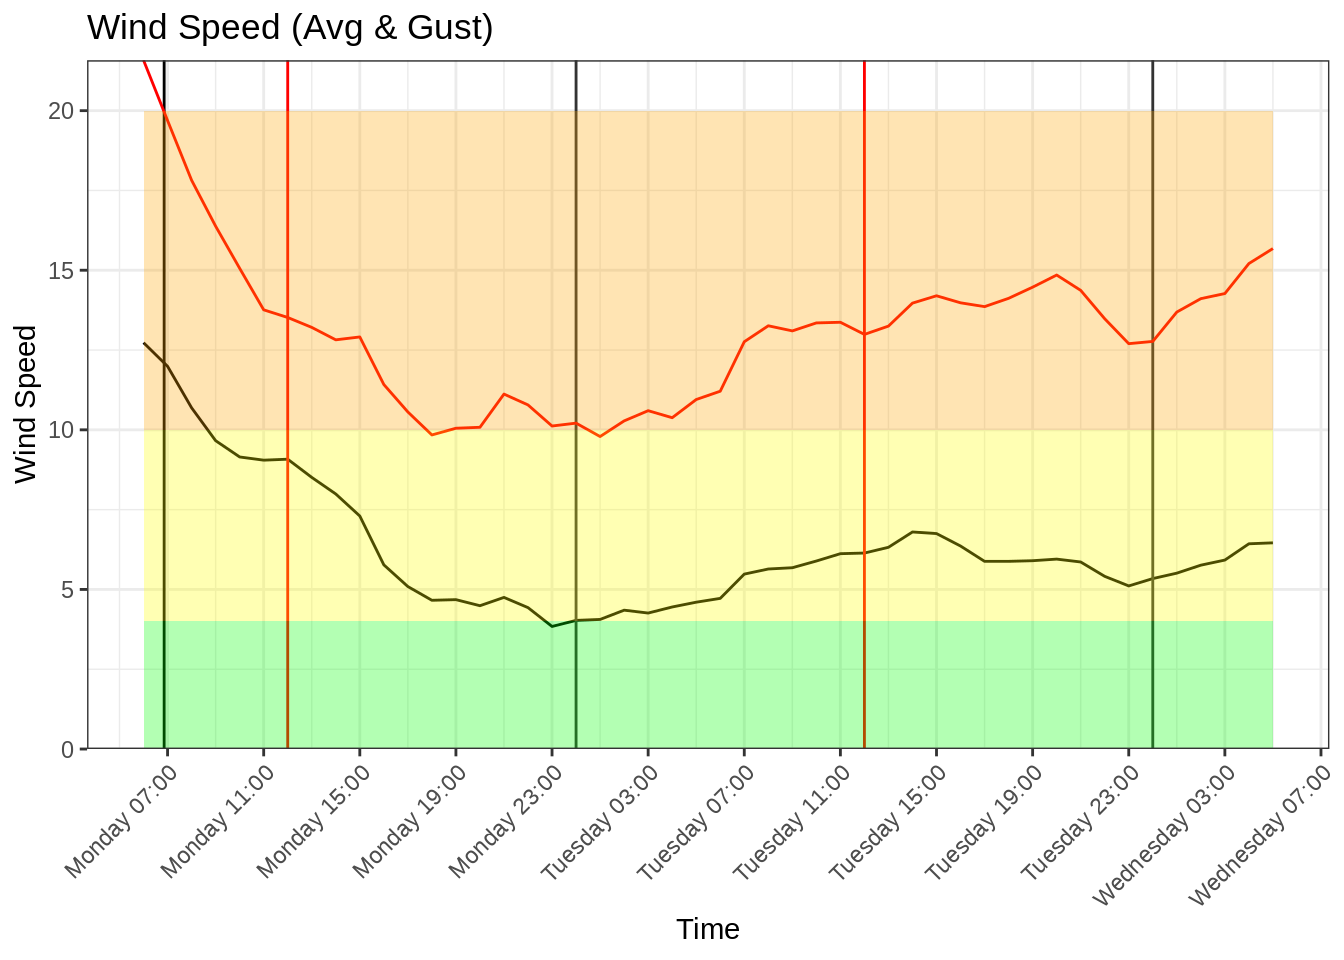 Wind Speed (Avg & Gust)
Wind Speed
20
15
10
5
0
Monday 07:00
Monday 11:00
Monday 15:00
Monday 19:00
Monday 23:00
Tuesday 03:00
Tuesday 07:00
Tuesday 11:00
Tuesday 15:00
Tuesday 19:00
Tuesday 23:00
Wednesday 03:00
Wednesday 07:00
Time